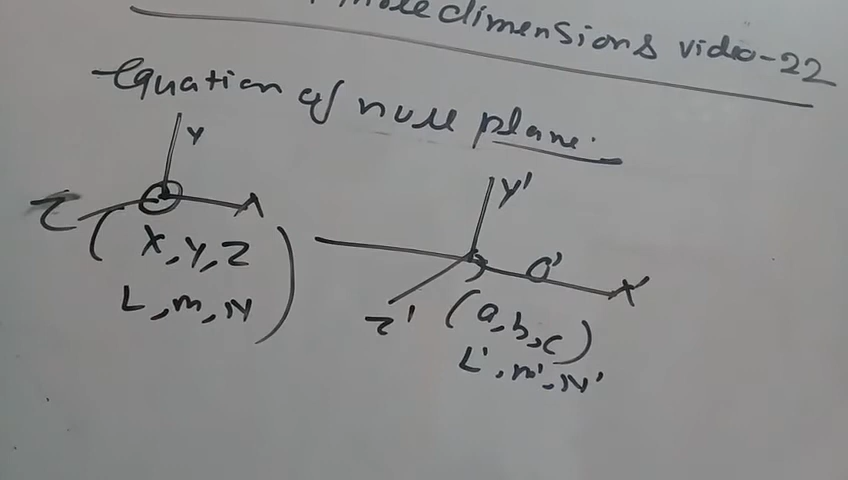 dimensions video-22
Equation of null plane.
Y
Z
X
X, Y, Z
L, m, N
Y'
O'
X'
Z'
(a, b, c)
L', m', N'